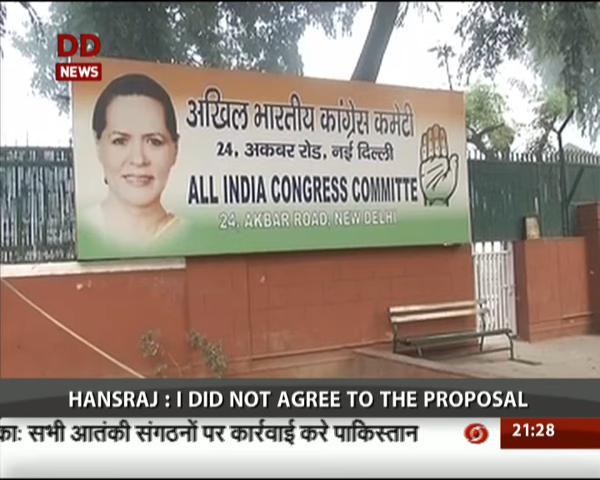 DD
NEWS
अखिल भारतीय कांग्रेस कमेटी
24, अकबर रोड, नई दिल्ली
ALL INDIA CONGRESS COMMITTE
24, AKBAR ROAD, NEW DELHI
HANSRAJ : I DID NOT AGREE TO THE PROPOSAL
सभी आतंकी संगठनों पर कार्रवाई करे पाकिस्तान
21:28